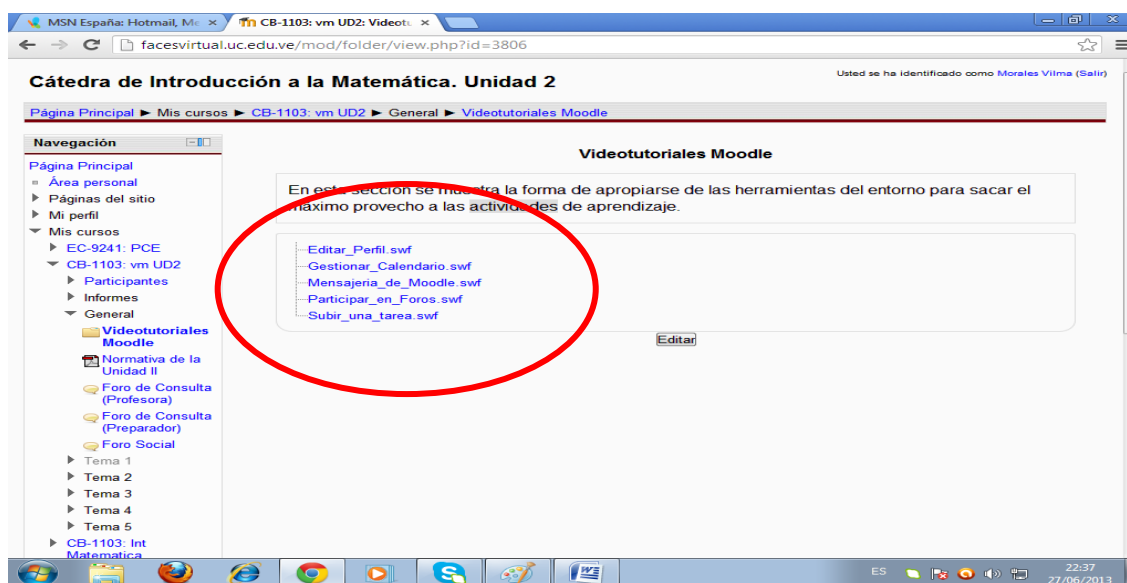 MSN España: Hotmail, Me
CB-1103: vm UD2: Videotu
facesvirtual.uc.edu.ve/mod/folder/view.php?id=3806
Cátedra de Introducción a la Matemática. Unidad 2
Usted se ha identificado como Morales Vilma (Salir)
Página Principal ► Mis cursos ► CB-1103: vm UD2 ► General ► Videotutoriales Moodle
Navegación
Página Principal
Área personal
Páginas del sitio
Mi perfil
Mis cursos
EC-9241: PCE
CB-1103: vm UD2
Participantes
Informes
General
Videotutoriales
Moodle
Normativa de la
Unidad II
Foro de Consulta
(Profesora)
Foro de Consulta
(Preparador)
Foro Social
Tema 1
Tema 2
Tema 3
Tema 4
Tema 5
CB-1103: Int
Matematica
Videotutoriales Moodle
En esta sección se muestra la forma de apropiarse de las herramientas del entorno para sacar el
máximo provecho a las actividades de aprendizaje.
Editar_Perfil.swf
Gestionar_Calendario.swf
Mensajeria_de_Moodle.swf
Participar_en_Foros.swf
Subir_una_tarea.swf
Editar
ES
22:37
27/06/2013